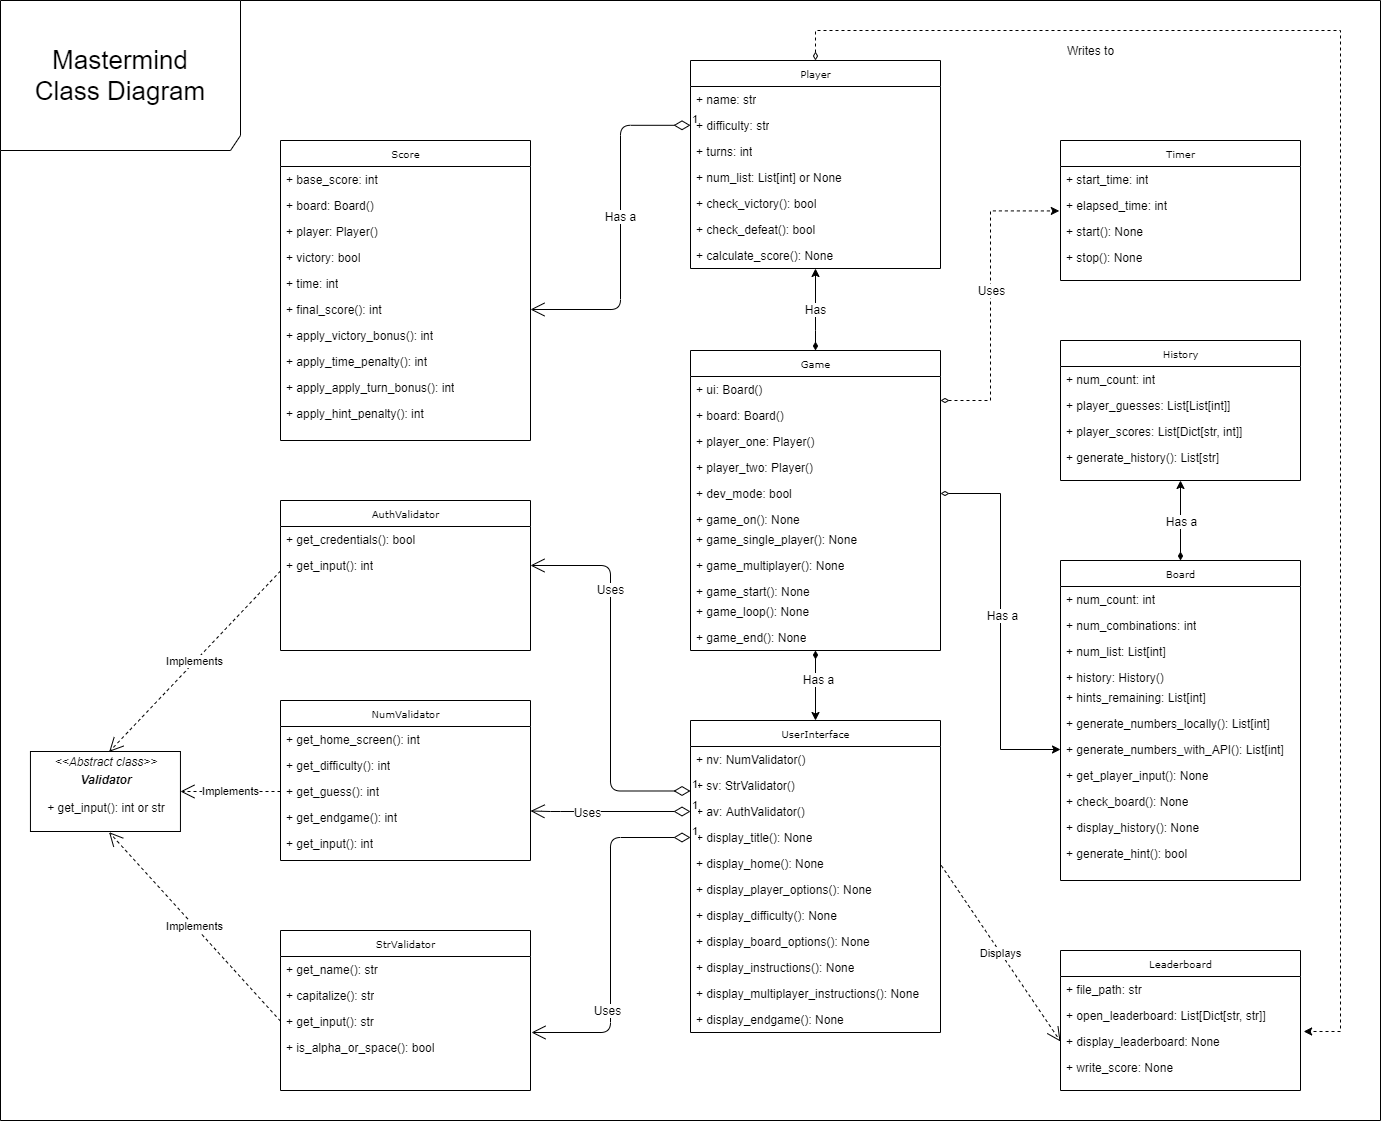 Mastermind
Class Diagram
Writes to
Player
+ name: str
+ difficulty: str
+ turns: int
+ num_list: List[int] or None
+ check_victory(): bool
+ check_defeat(): bool
+ calculate_score(): None
1
Has a
Score
+ base_score: int
+ board: Board()
+ player: Player()
+ victory: bool
+ time: int
+ final_score(): int
+ apply_victory_bonus(): int
+ apply_time_penalty(): int
+ apply_apply_turn_bonus(): int
+ apply_hint_penalty(): int
Timer
+ start_time: int
+ elapsed_time: int
+ start(): None
+ stop(): None
Uses
Has
Game
+ ui: Board()
+ board: Board()
+ player_one: Player()
+ player_two: Player()
+ dev_mode: bool
+ game_on(): None
+ game_single_player(): None
+ game_multiplayer(): None
+ game_start(): None
+ game_loop(): None
+ game_end(): None
History
+ num_count: int
+ player_guesses: List[List[int]]
+ player_scores: List[Dict[str, int]]
+ generate_history(): List[str]
Has a
Has a
Board
+ num_count: int
+ num_combinations: int
+ num_list: List[int]
+ history: History()
+ hints_remaining: List[int]
+ generate_numbers_locally(): List[int]
+ generate_numbers_with_API(): List[int]
+ get_player_input(): None
+ check_board(): None
+ display_history(): None
+ generate_hint(): bool
AuthValidator
+ get_credentials(): bool
+ get_input(): int
Uses
Implements
Has a
NumValidator
+ get_home_screen(): int
+ get_difficulty(): int
+ get_guess(): int
+ get_endgame(): int
+ get_input(): int
<<Abstract class>>
Validator
+ get_input(): int or str
Implements
Uses
UserInterface
+ nv: NumValidator()
+ sv: StrValidator()
+ av: AuthValidator()
+ display_title(): None
+ display_home(): None
+ display_player_options(): None
+ display_difficulty(): None
+ display_board_options(): None
+ display_instructions(): None
+ display_multiplayer_instructions(): None
+ display_endgame(): None
1
1
1
Implements
StrValidator
+ get_name(): str
+ capitalize(): str
+ get_input(): str
+ is_alpha_or_space(): bool
Uses
Displays
Leaderboard
+ file_path: str
+ open_leaderboard: List[Dict[str, str]]
+ display_leaderboard: None
+ write_score: None